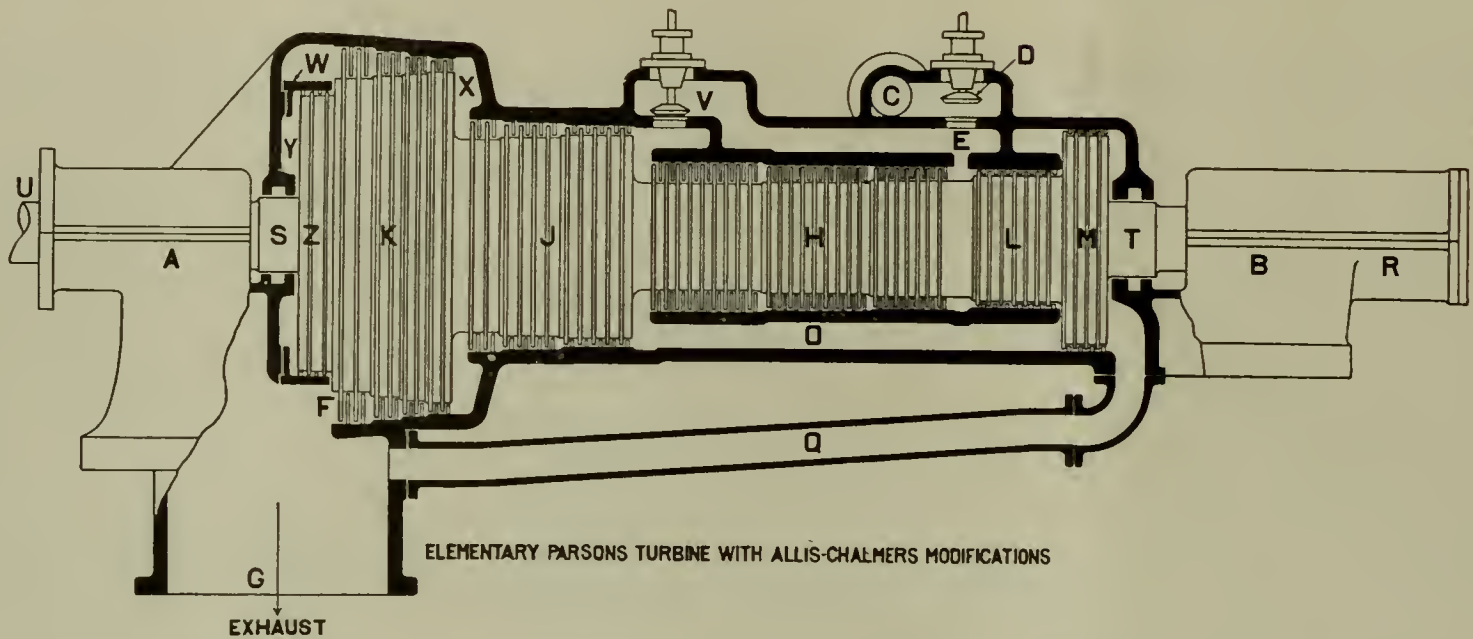 W
X
V
C
D
Y
E
U
S
Z
K
J
H
L
M
T
A
B
R
F
O
Q
ELEMENTARY PARSONS TURBINE WITH ALLIS-CHALMERS MODIFICATIONS
G
EXHAUST